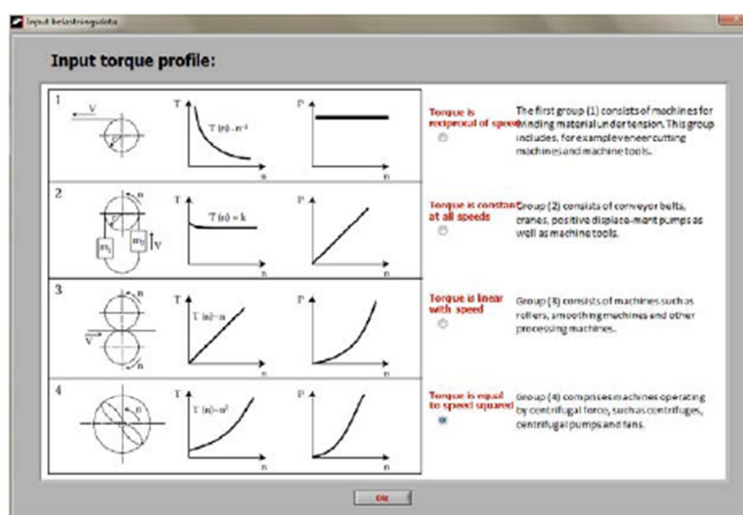 Input belastningsdata
Input torque profile:
1
V
r
T
T (n)~n⁻¹
n
P
n
Torque is
reciprocal of speed
The first group (1) consists of machines for
winding material under tension. This group
includes, for example veneer cutting
machines and machine tools.
2
n
r
m₁
m₂
V
T
T (n) = k
n
P
n
Torque is constant
at all speeds
Group (2) consists of conveyor belts,
cranes, positive displace-ment pumps as
well as machine tools.
3
n
V
n
T
T (n)~n
n
P
n
Torque is linear
with speed
Group (3) consists of machines such as
rollers, smoothing machines and other
processing machines.
4
n
T
T (n)~n²
n
P
n
Torque is equal
to speed squared
Group (4) comprises machines operating
by centrifugal force, such as centrifuges,
centrifugal pumps and fans.
Ok